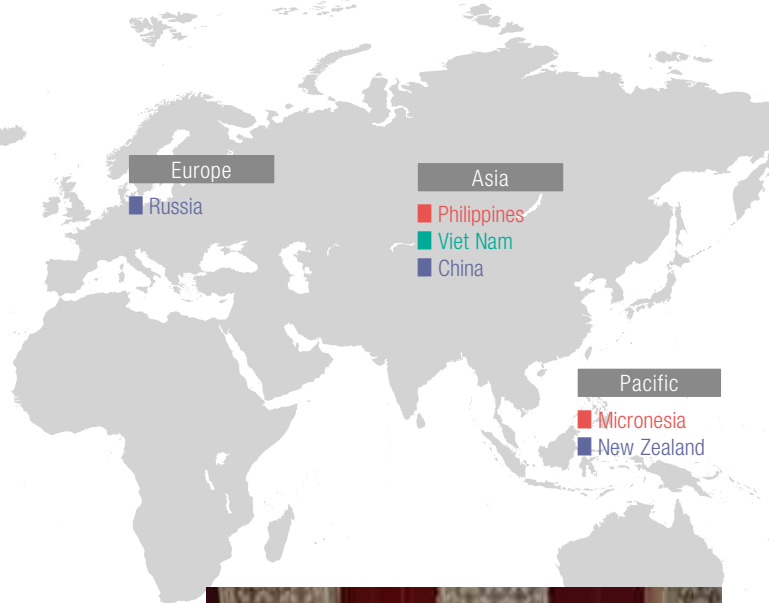 Europe
Russia
Asia
Philippines
Viet Nam
China
Pacific
Micronesia
New Zealand